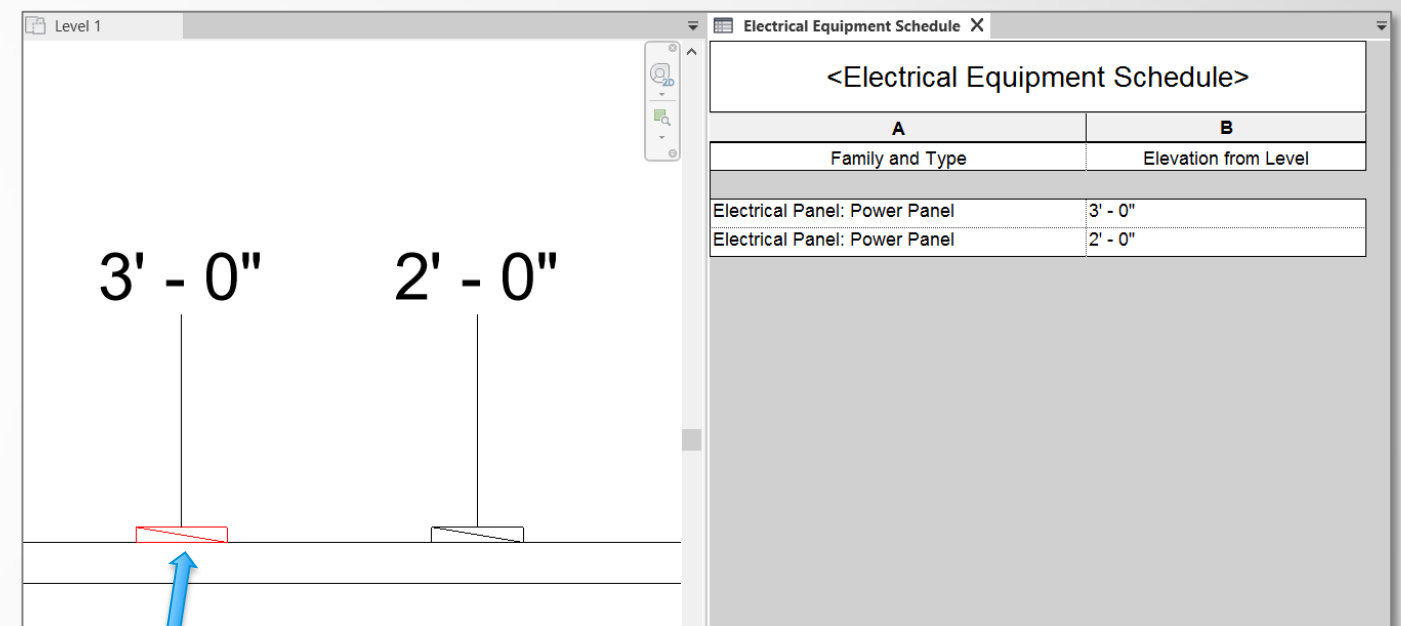 Level 1
Electrical Equipment Schedule
2D
<Electrical Equipment Schedule>
A B
Family and Type Elevation from Level
Electrical Panel: Power Panel 3' - 0"
Electrical Panel: Power Panel 2' - 0"
3' - 0" 2' - 0"